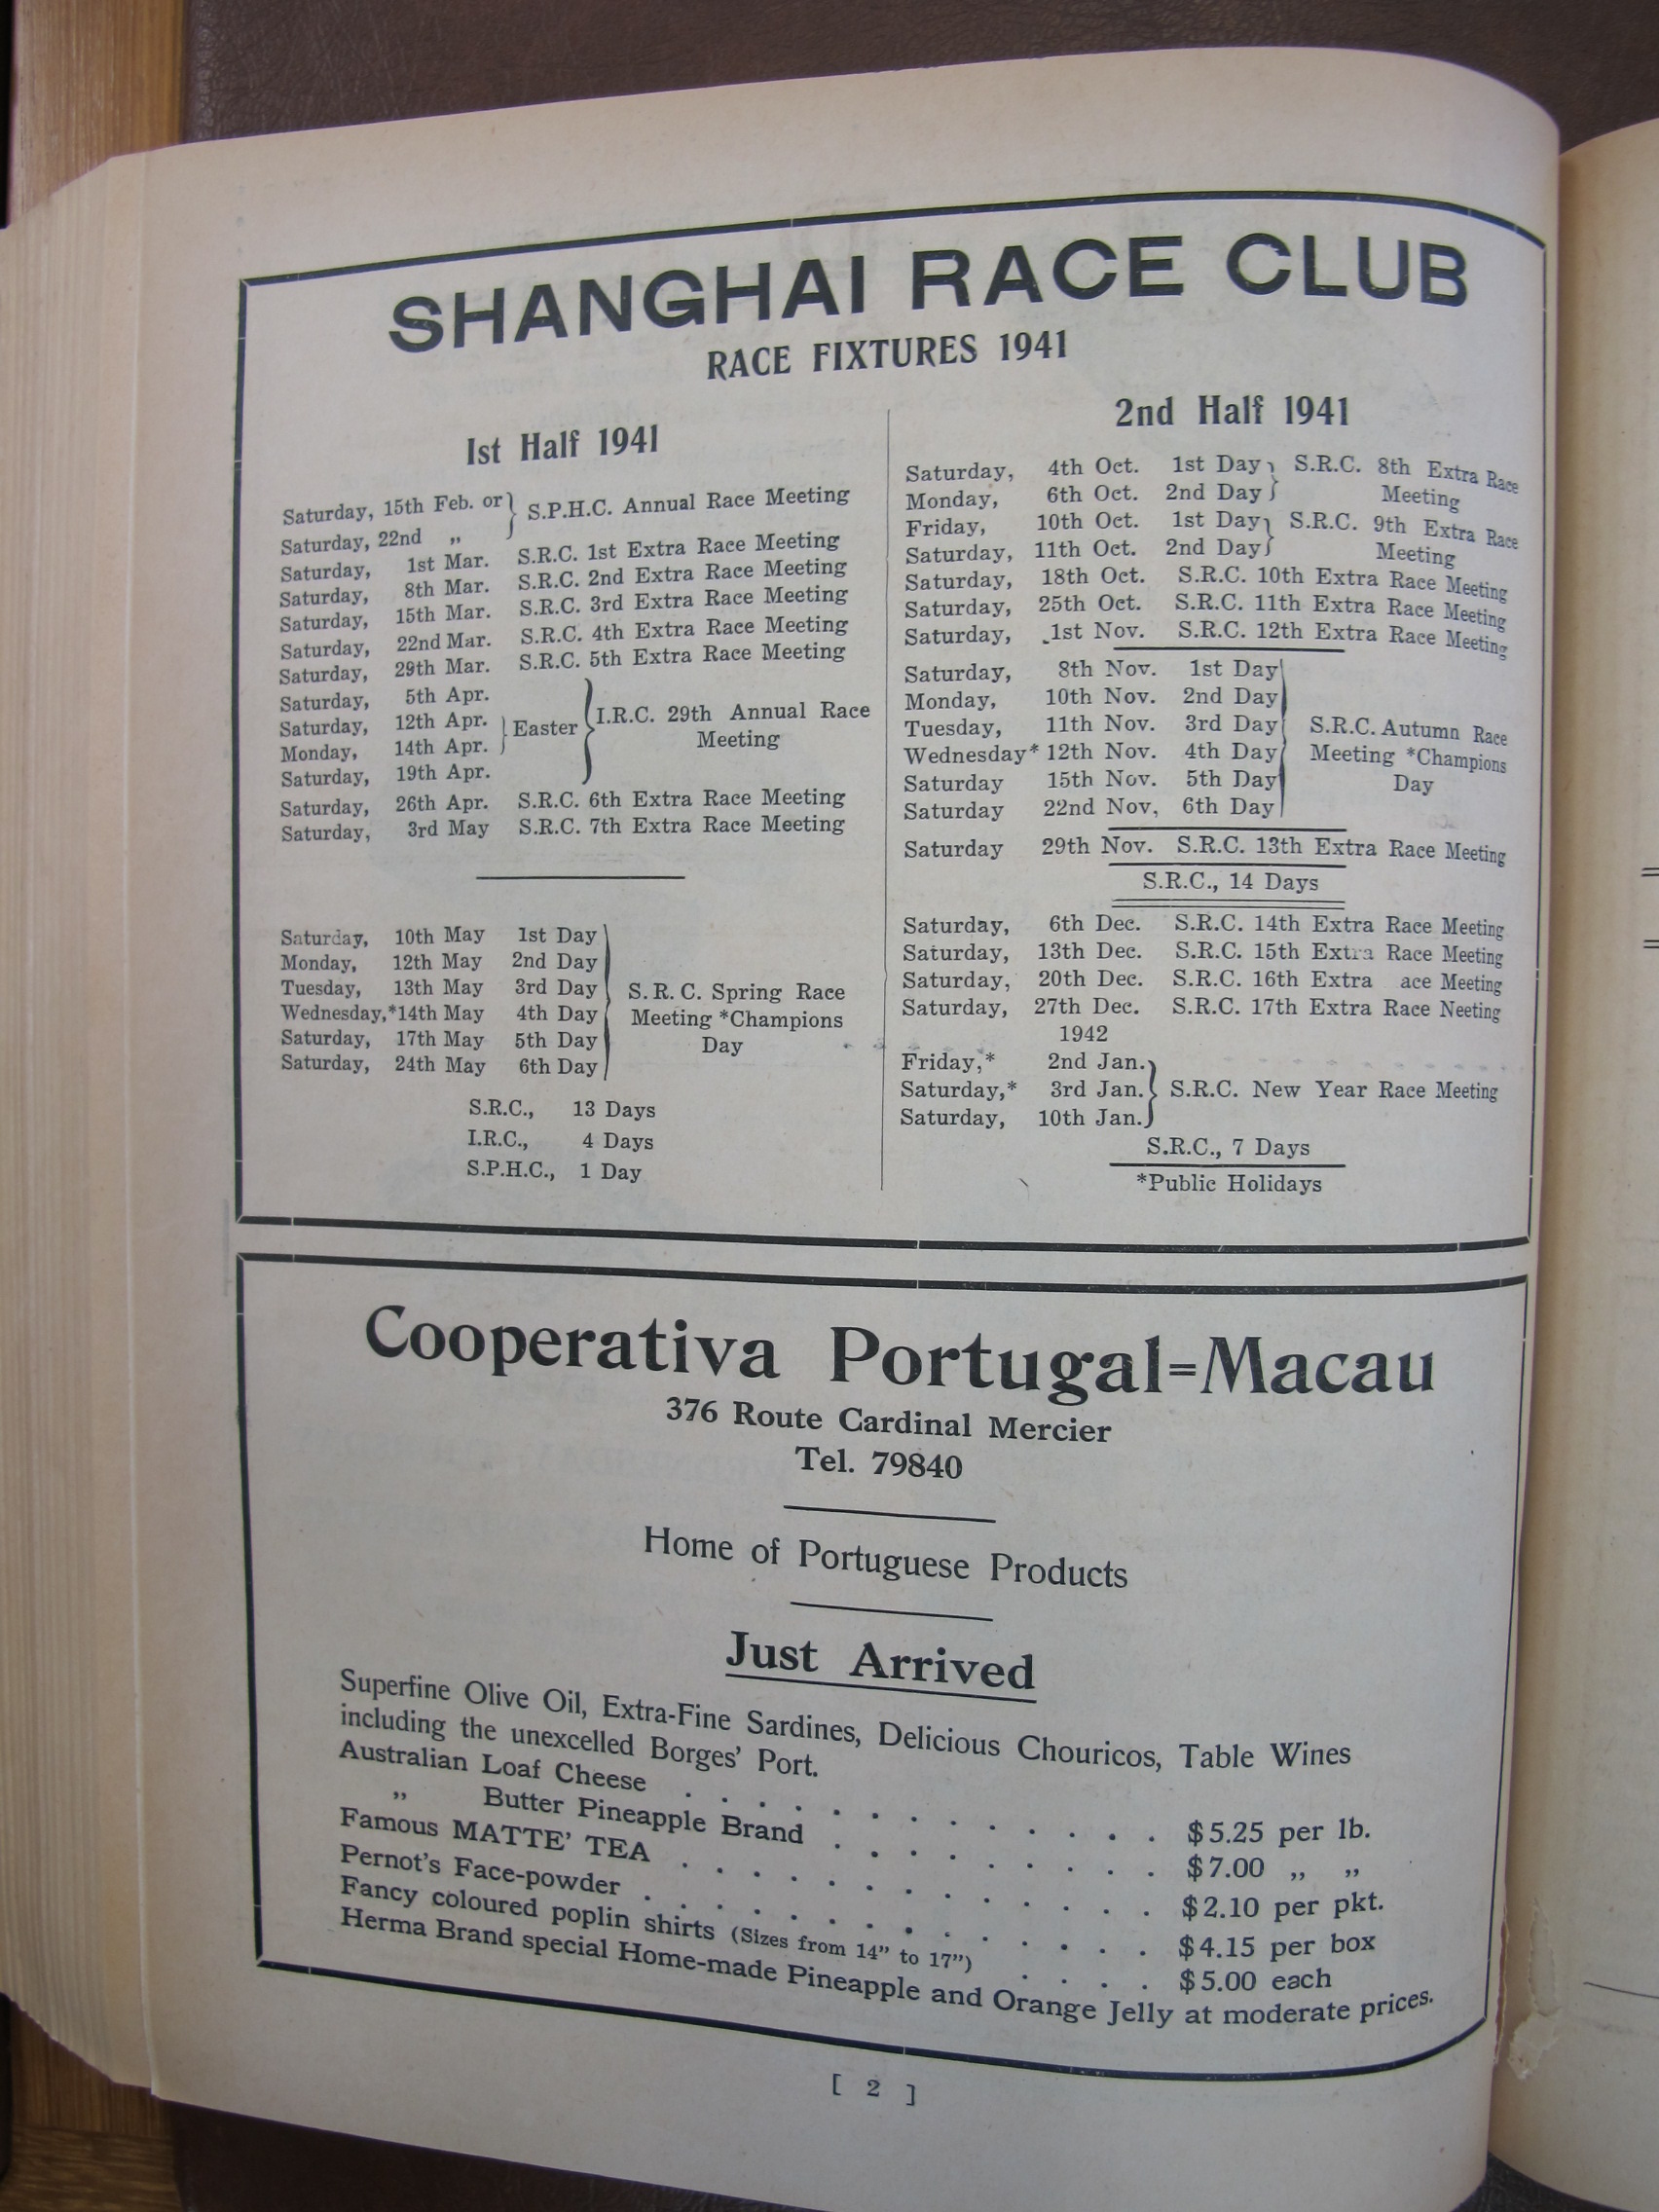 SHANGHAI RACE CLUB
RACE FIXTURES 1941
1st Half 1941
Saturday, 15th Feb. or } S.P.H.C. Annual Race Meeting
Saturday, 22nd „
Saturday, 1st Mar. S.R.C. 1st Extra Race Meeting
Saturday, 8th Mar. S.R.C. 2nd Extra Race Meeting
Saturday, 15th Mar. S.R.C. 3rd Extra Race Meeting
Saturday, 22nd Mar. S.R.C. 4th Extra Race Meeting
Saturday, 29th Mar. S.R.C. 5th Extra Race Meeting
Saturday, 5th Apr.
Saturday, 12th Apr. } Easter { I.R.C. 29th Annual Race
Monday, 14th Apr. Meeting
Saturday, 19th Apr.
Saturday, 26th Apr. S.R.C. 6th Extra Race Meeting
Saturday, 3rd May S.R.C. 7th Extra Race Meeting
Saturday, 10th May 1st Day
Monday, 12th May 2nd Day
Tuesday, 13th May 3rd Day S. R. C. Spring Race
Wednesday,*14th May 4th Day Meeting *Champions
Saturday, 17th May 5th Day Day
Saturday, 24th May 6th Day
S.R.C., 13 Days
I.R.C., 4 Days
S.P.H.C., 1 Day
2nd Half 1941
Saturday, 4th Oct. 1st Day } S.R.C. 8th Extra Race
Monday, 6th Oct. 2nd Day Meeting
Friday, 10th Oct. 1st Day } S.R.C. 9th Extra Race
Saturday, 11th Oct. 2nd Day Meeting
Saturday, 18th Oct. S.R.C. 10th Extra Race Meeting
Saturday, 25th Oct. S.R.C. 11th Extra Race Meeting
Saturday, 1st Nov. S.R.C. 12th Extra Race Meeting
Saturday, 8th Nov. 1st Day
Monday, 10th Nov. 2nd Day
Tuesday, 11th Nov. 3rd Day S.R.C. Autumn Race
Wednesday* 12th Nov. 4th Day Meeting *Champions
Saturday 15th Nov. 5th Day Day
Saturday 22nd Nov, 6th Day
Saturday 29th Nov. S.R.C. 13th Extra Race Meeting
S.R.C., 14 Days
Saturday, 6th Dec. S.R.C. 14th Extra Race Meeting
Saturday, 13th Dec. S.R.C. 15th Extra Race Meeting
Saturday, 20th Dec. S.R.C. 16th Extra ace Meeting
Saturday, 27th Dec. S.R.C. 17th Extra Race Neeting
1942
Friday,* 2nd Jan.
Saturday,* 3rd Jan. } S.R.C. New Year Race Meeting
Saturday, 10th Jan.
S.R.C., 7 Days
*Public Holidays
Cooperativa Portugal=Macau
376 Route Cardinal Mercier
Tel. 79840
Home of Portuguese Products
Just Arrived
Superfine Olive Oil, Extra-Fine Sardines, Delicious Chouricos, Table Wines
including the unexcelled Borges' Port.
Australian Loaf Cheese . . . . . . . . . . . . . $5.25 per lb.
„ Butter Pineapple Brand . . . . . . . . . $7.00 „ „
Famous MATTE' TEA . . . . . . . . . . . . . $2.10 per pkt.
Pernot's Face-powder . . . . . . . . . . . . . . $4.15 per box
Fancy coloured poplin shirts (Sizes from 14” to 17”) . . . . $5.00 each
Herma Brand special Home-made Pineapple and Orange Jelly at moderate prices.
[ 2 ]